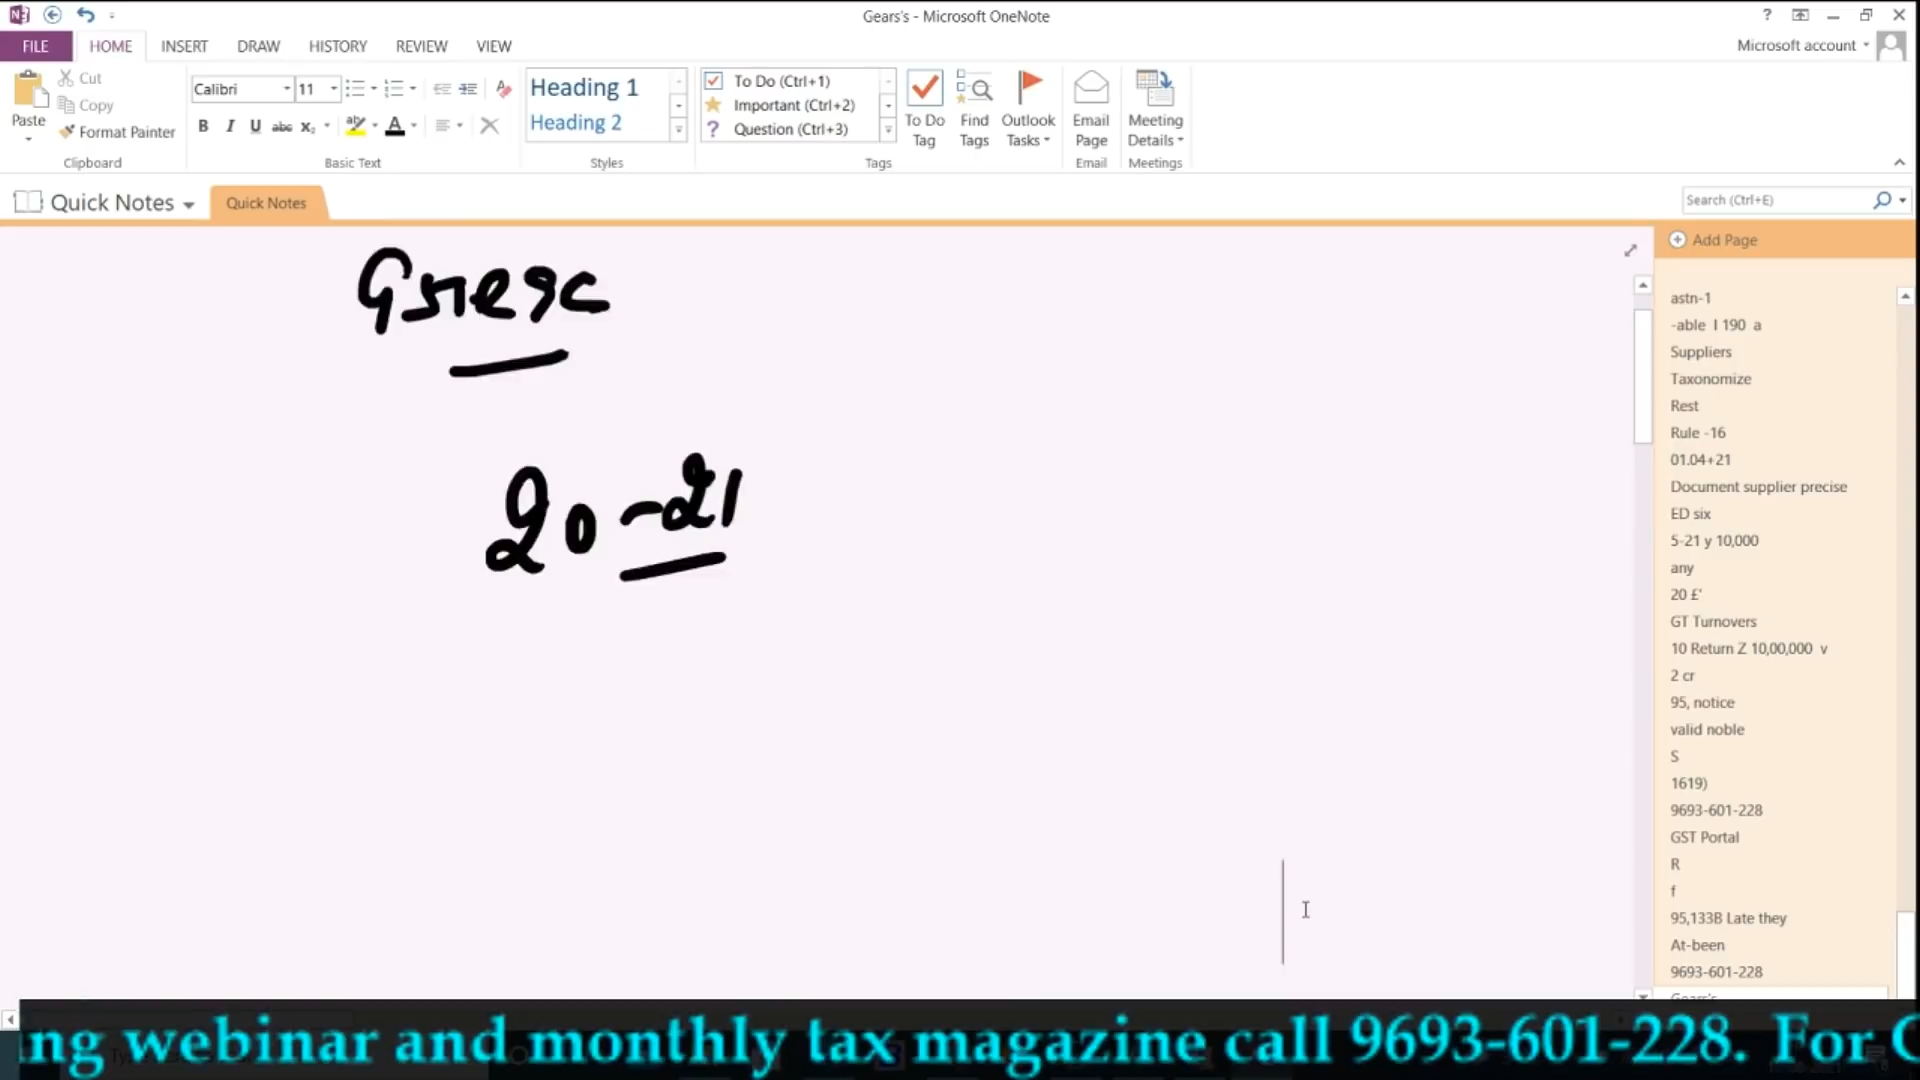 Gears's - Microsoft OneNote
FILE HOME INSERT DRAW HISTORY REVIEW VIEW
Microsoft account
Paste
Cut
Copy
Format Painter
Clipboard
Calibri 11
B I U abc x₂ A
Basic Text
Heading 1
Heading 2
Styles
To Do (Ctrl+1)
Important (Ctrl+2)
Question (Ctrl+3)
Tags
To Do Tag
Find Tags
Outlook Tasks
Email Page
Email
Meeting Details
Meetings
Quick Notes
Quick Notes
Search (Ctrl+E)
20-21
Add Page
astn-1
-able I 190 a
Suppliers
Taxonomize
Rest
Rule -16
01.04+21
Document supplier precise
ED six
5-21 y 10,000
any
20 £'
GT Turnovers
10 Return Z 10,00,000 v
2 cr
95, notice
valid noble
S
1619)
9693-601-228
GST Portal
R
f
95,133B Late they
At-been
9693-601-228
Gears's
ng webinar and monthly tax magazine call 9693-601-228. For